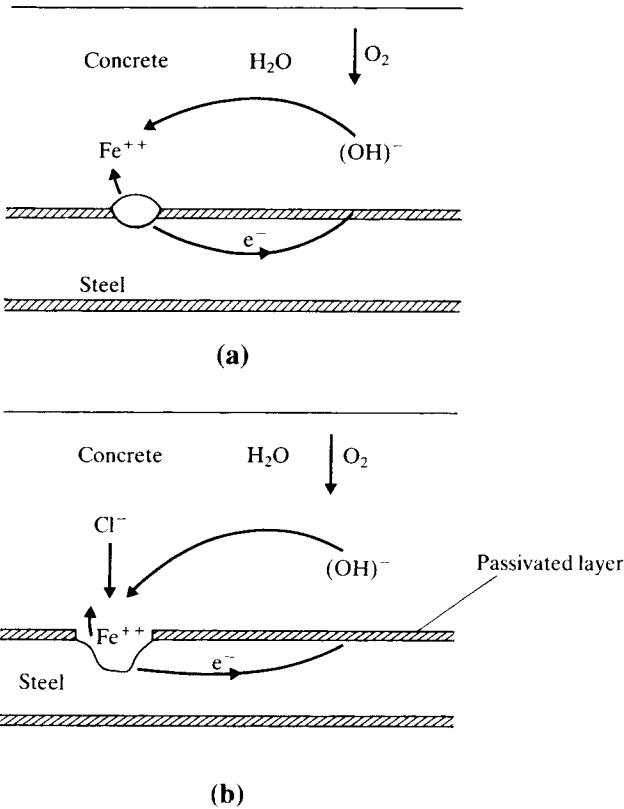 Concrete H₂O O₂
Fe⁺⁺ (OH)⁻
e⁻
Steel
(a)
Concrete H₂O O₂
Cl⁻
(OH)⁻ Passivated layer
Fe⁺⁺
e⁻
Steel
(b)